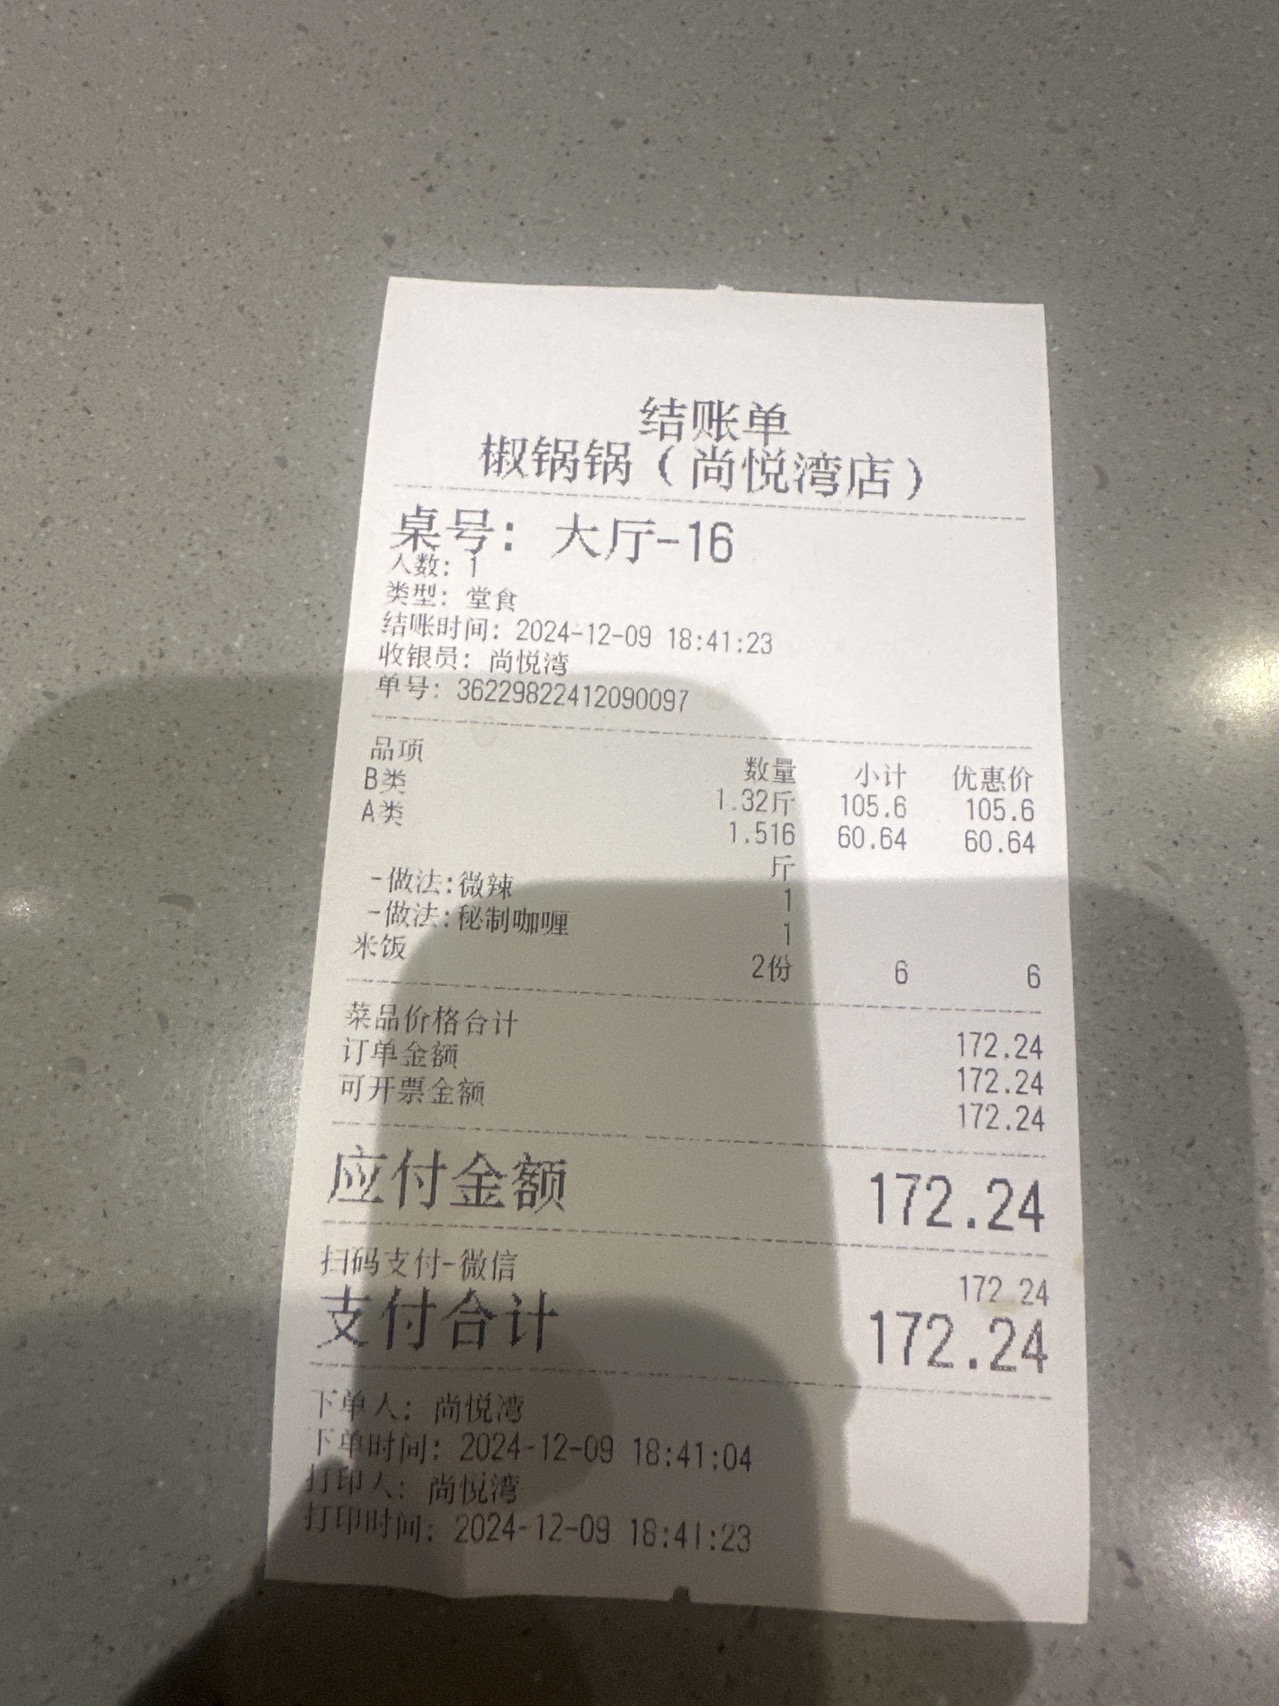 结账单
椒锅锅（尚悦湾店）
桌号：大厅-16
人数：1
类型：堂食
结账时间：2024-12-09 18:41:23
收银员：尚悦湾
单号：36229822412090097
品项 数量 小计 优惠价
B类 1.32斤 105.6 105.6
A类 1.516 60.64 60.64
斤
-做法:微辣 1
-做法:秘制咖喱 1
米饭 2份 6 6
菜品价格合计 172.24
订单金额 172.24
可开票金额 172.24
应付金额 172.24
扫码支付-微信 172.24
支付合计 172.24
下单人：尚悦湾
下单时间：2024-12-09 18:41:04
打印人：尚悦湾
打印时间：2024-12-09 18:41:23